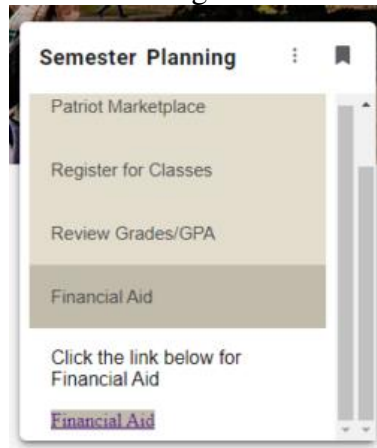 Semester Planning
Patriot Marketplace
Register for Classes
Review Grades/GPA
Financial Aid
Click the link below for
Financial Aid
Financial Aid